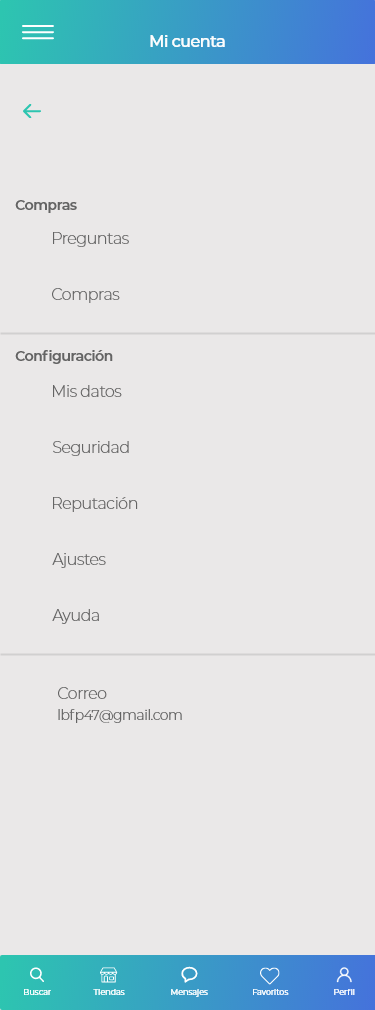 Mi cuenta
Compras
Preguntas
Compras
Configuración
Mis datos
Seguridad
Reputación
Ajustes
Ayuda
Correo
lbfp47@gmail.com
Buscar Tiendas Mensajes Favoritos Perfil